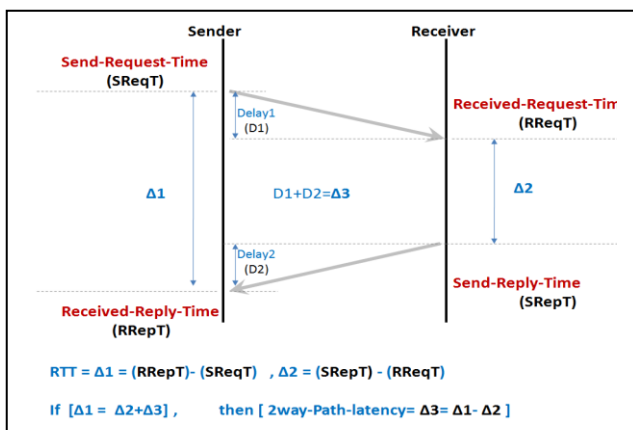 Sender Receiver
Send-Request-Time
(SReqT)
Received-Request-Tim
(RReqT)
Delay1
(D1)
Δ1 D1+D2=Δ3 Δ2
Delay2
(D2)
Send-Reply-Time
(SRepT)
Received-Reply-Time
(RRepT)
RTT = Δ1 = (RRepT)- (SReqT) , Δ2 = (SRepT) - (RReqT)
If [Δ1 = Δ2+Δ3] , then [ 2way-Path-latency= Δ3= Δ1- Δ2 ]